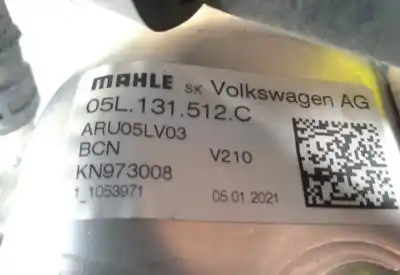 MAHLE SK Volkswagen AG
05L.131.512.C
ARU05LV03
BCN V210
KN973008
1_1053971 05.01.2021